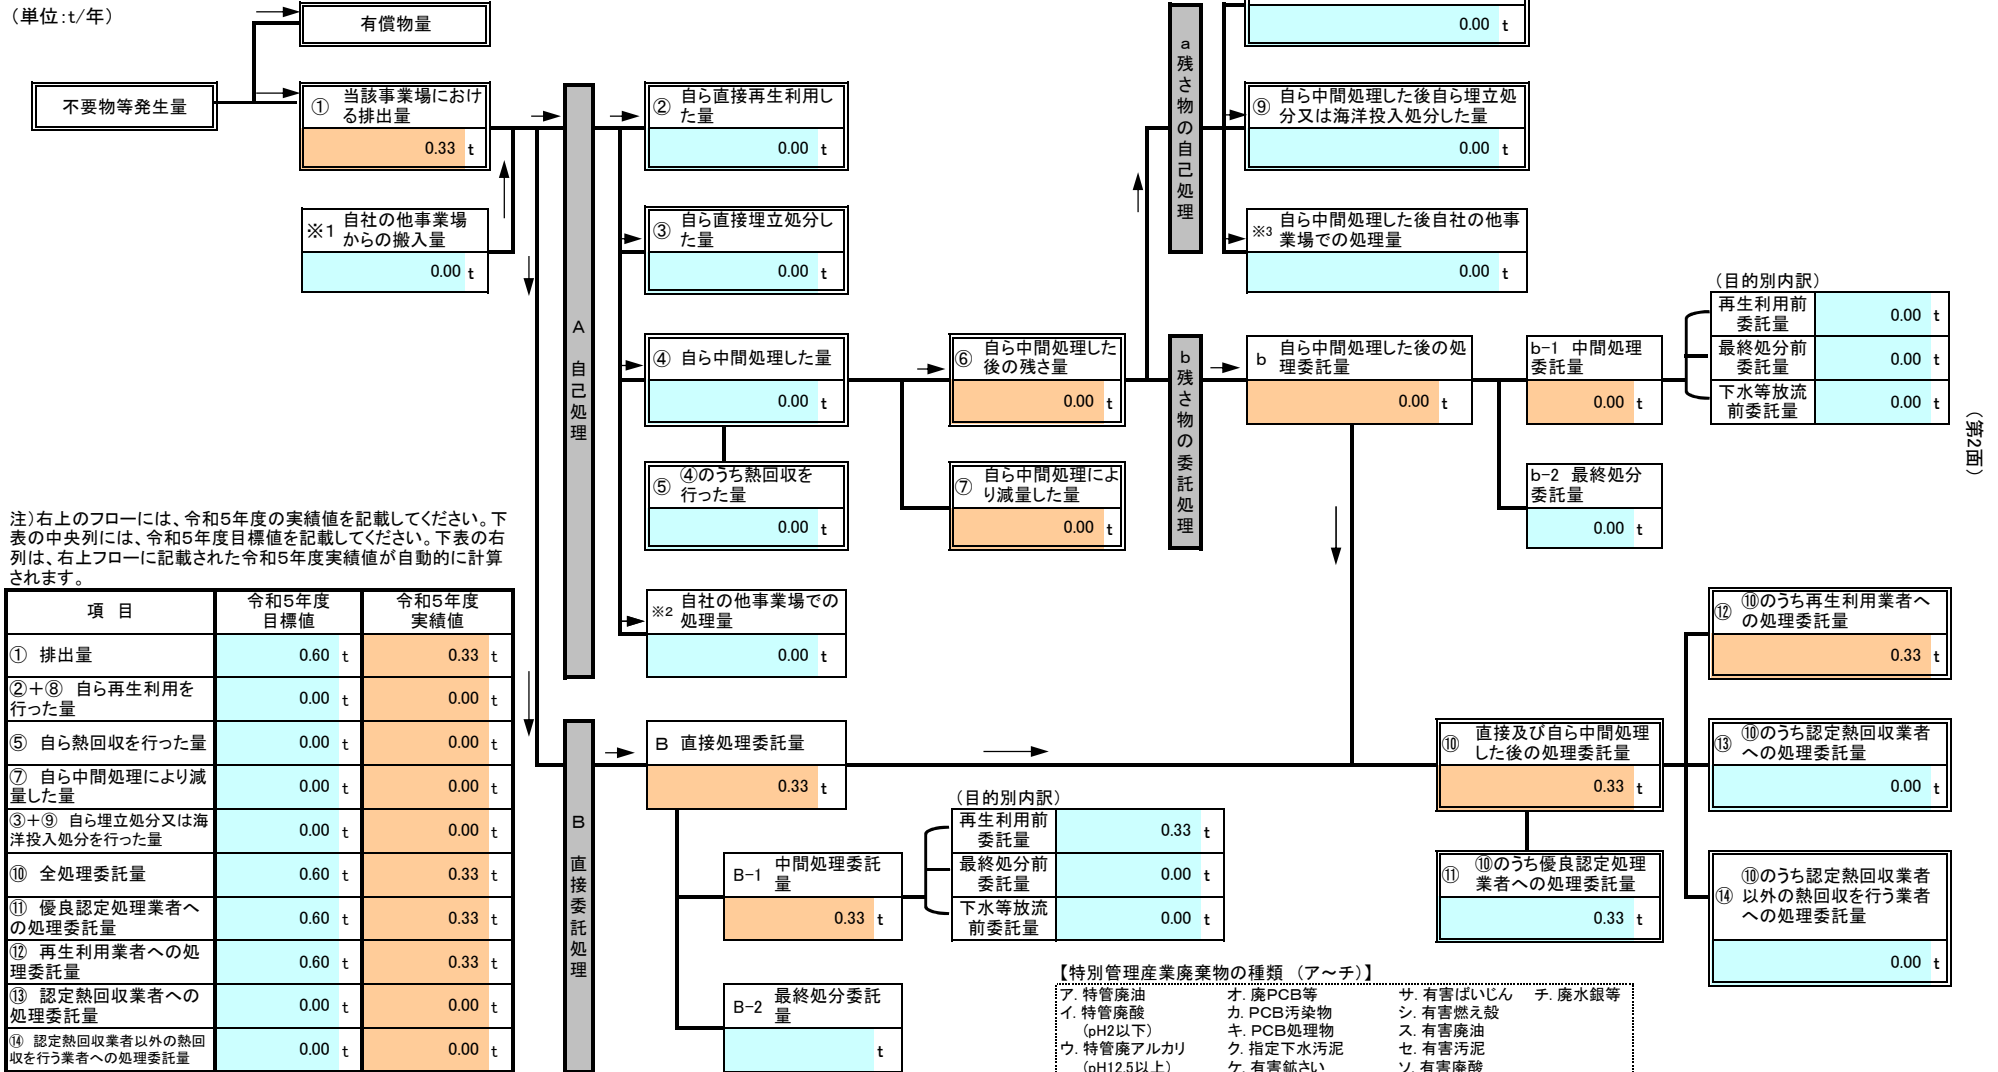 (単位:t/年)
有償物量
不要物等発生量
① 当該事業場におけ
る排出量
0.33 t
※1 自社の他事業場
からの搬入量
0.00 t
A 自己処理
② 自ら直接再生利用し
た量
0.00 t
③ 自ら直接埋立処分し
た量
0.00 t
④ 自ら中間処理した量
0.00 t
⑤ ④のうち熱回収を
行った量
0.00 t
※2 自社の他事業場での
処理量
0.00 t
⑥ 自ら中間処理した
後の残さ量
0.00 t
⑦ 自ら中間処理によ
り減量した量
0.00 t
a残さ物の自己処理
0.00 t
⑨ 自ら中間処理した後自ら埋立処
分又は海洋投入処分した量
0.00 t
※3 自ら中間処理した後自社の他事
業場での処理量
0.00 t
b残さ物の委託処理
b 自ら中間処理した後の処
理委託量
0.00 t
b-1 中間処理
委託量
0.00 t
b-2 最終処分
委託量
0.00 t
(目的別内訳)
再生利用前
委託量
0.00 t
最終処分前
委託量
0.00 t
下水等放流
前委託量
0.00 t
(第2面)
注)右上のフローには、令和5年度の実績値を記載してください。下
表の中央列には、令和5年度目標値を記載してください。下表の右
列は、右上フローに記載された令和5年度実績値が自動的に計算
されます。
項 目 令和5年度 令和5年度
目標値 実績値
① 排出量 0.60 t 0.33 t
②+⑧ 自ら再生利用を
行った量 0.00 t 0.00 t
⑤ 自ら熱回収を行った量 0.00 t 0.00 t
⑦ 自ら中間処理により減
量した量 0.00 t 0.00 t
③+⑨ 自ら埋立処分又は海
洋投入処分を行った量 0.00 t 0.00 t
⑩ 全処理委託量 0.60 t 0.33 t
⑪ 優良認定処理業者へ
の処理委託量 0.60 t 0.33 t
⑫ 再生利用業者への処
理委託量 0.60 t 0.33 t
⑬ 認定熱回収業者への
処理委託量 0.00 t 0.00 t
⑭ 認定熱回収業者以外の熱回
収を行う業者への処理委託量 0.00 t 0.00 t
B 直接委託処理
B 直接処理委託量
0.33 t
B-1 中間処理委託
量
0.33 t
B-2 最終処分委託
量
t
(目的別内訳)
再生利用前
委託量
0.33 t
最終処分前
委託量
0.00 t
下水等放流
前委託量
0.00 t
⑩ 直接及び自ら中間処理
した後の処理委託量
0.33 t
⑪ ⑩のうち優良認定処理
業者への処理委託量
0.33 t
⑫ ⑩のうち再生利用業者へ
の処理委託量
0.33 t
⑬ ⑩のうち認定熱回収業者
への処理委託量
0.00 t
⑭ ⑩のうち認定熱回収業者
以外の熱回収を行う業者
への処理委託量
0.00 t
【特別管理産業廃棄物の種類 (ア~チ)】
ア. 特管廃油 オ. 廃PCB等 サ. 有害ばいじん チ. 廃水銀等
イ. 特管廃酸 カ. PCB汚染物 シ. 有害燃え殻
(pH2以下) キ. PCB処理物 ス. 有害廃油
ウ. 特管廃アルカリ ク. 指定下水汚泥 セ. 有害汚泥
(pH12.5以上) ケ. 有害鉱さい ソ. 有害廃酸